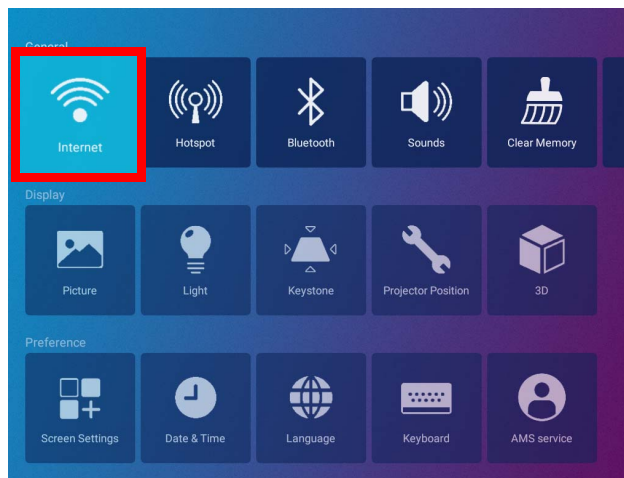 General
Internet
Hotspot
Bluetooth
Sounds
Clear Memory
Display
Picture
Light
Keystone
Projector Position
3D
Preference
Screen Settings
Date & Time
Language
Keyboard
AMS service